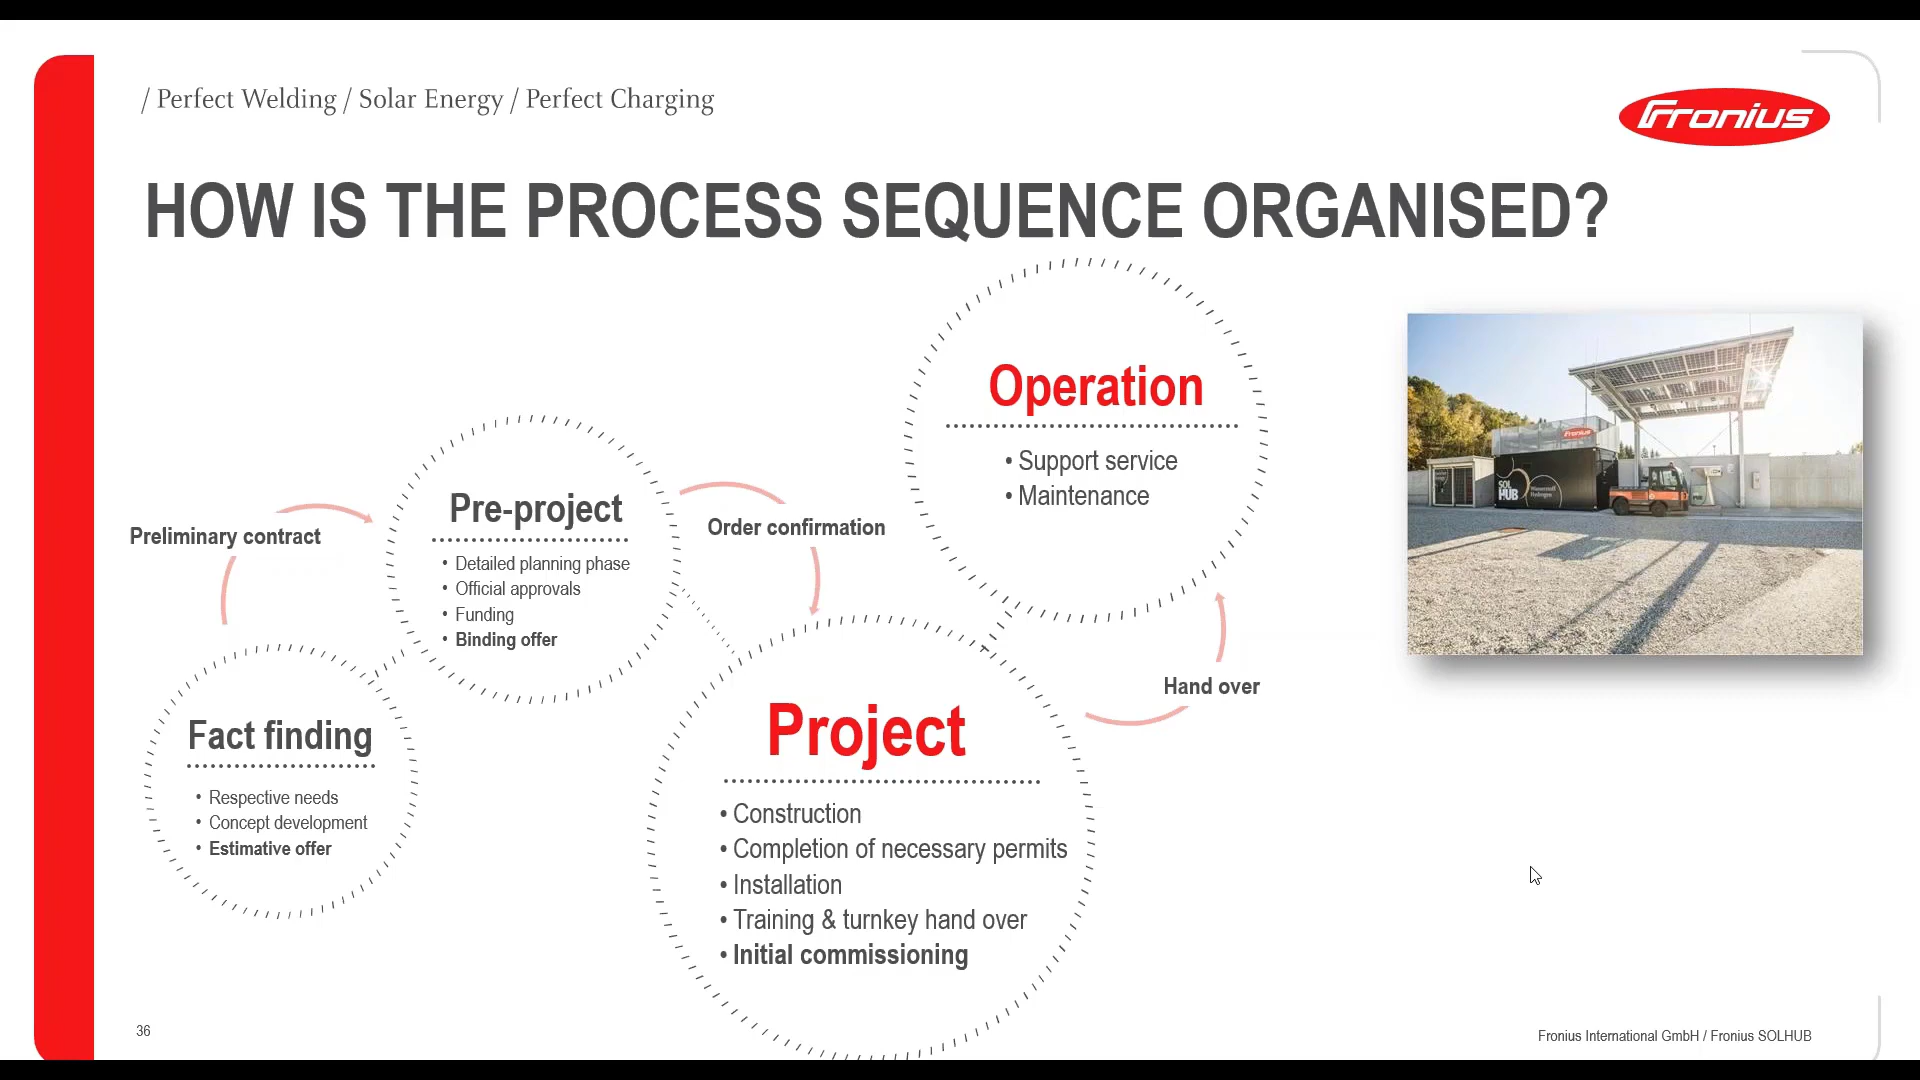 / Perfect Welding / Solar Energy / Perfect Charging
Fronius
HOW IS THE PROCESS SEQUENCE ORGANISED?
Preliminary contract
Fact finding
• Respective needs
• Concept development
• Estimative offer
Pre-project
• Detailed planning phase
• Official approvals
• Funding
• Binding offer
Order confirmation
Project
• Construction
• Completion of necessary permits
• Installation
• Training & turnkey hand over
• Initial commissioning
Hand over
Operation
• Support service
• Maintenance
Fronius
SOL
HUB
36
Fronius International GmbH / Fronius SOLHUB